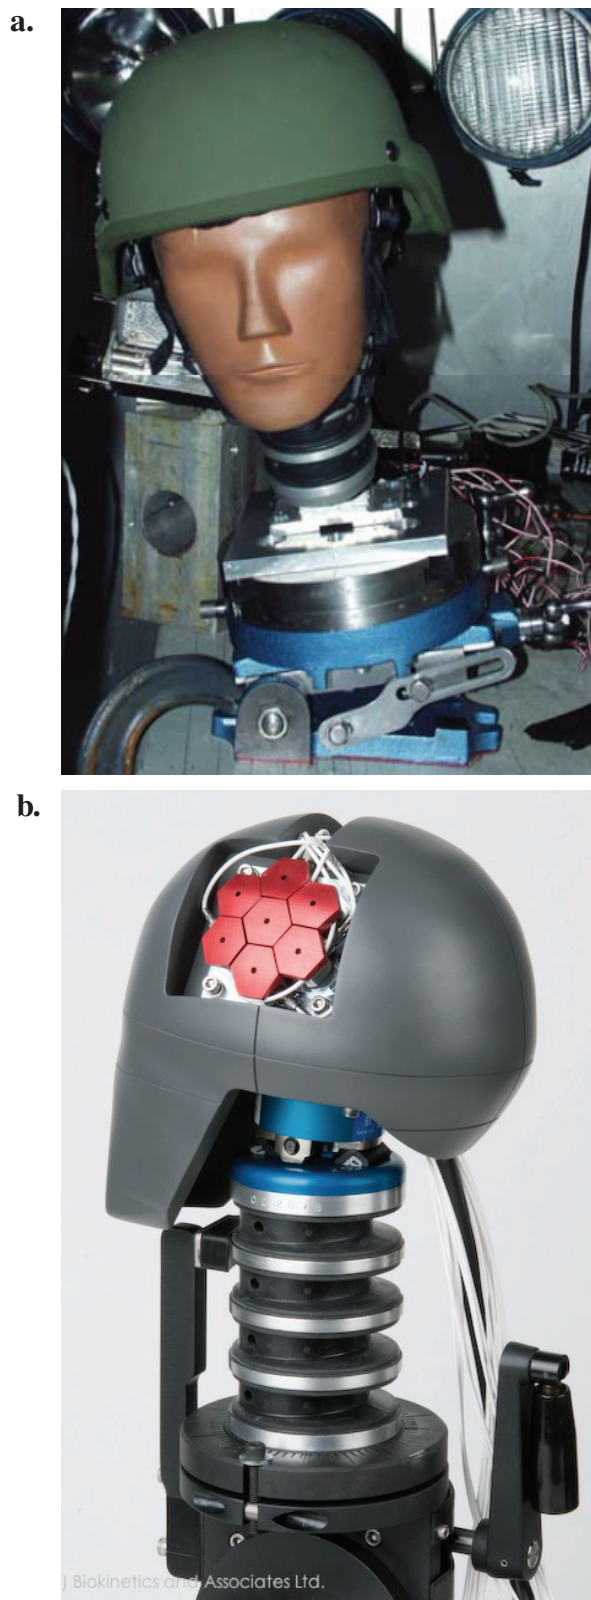 a.
b.
) Biokinetics and Associates Ltd.